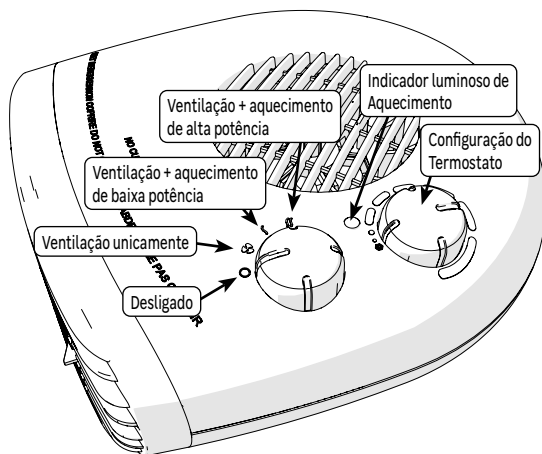 Indicador luminoso de
Aquecimento
Ventilação + aquecimento
de alta potência
Configuração do
Termostato
Ventilação + aquecimento
de baixa potência
Ventilação unicamente
Desligado